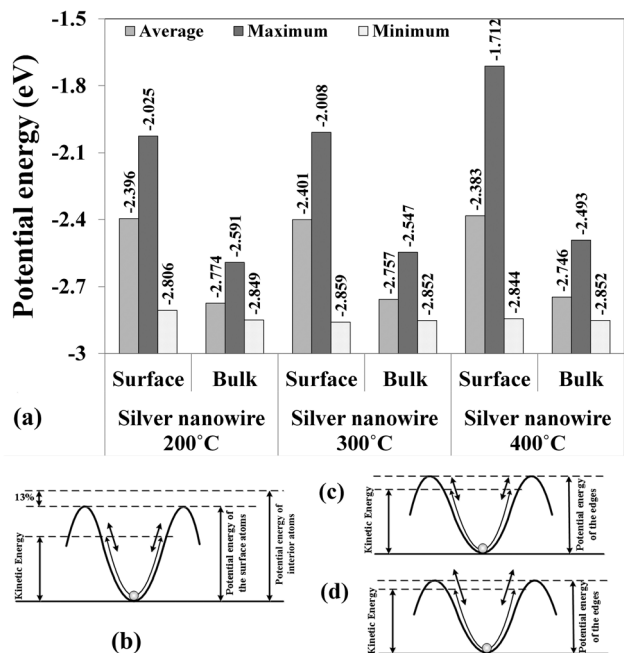 -1.5
Average Maximum Minimum
-1.8
-2.1
-2.4
-2.7
-3
Potential energy (eV)
-2.396
-2.025
-2.806
-2.774
-2.591
-2.849
-2.401
-2.008
-2.859
-2.757
-2.547
-2.852
-2.383
-1.712
-2.844
-2.746
-2.493
-2.852
Surface Bulk Surface Bulk Surface Bulk
(a)
Silver nanowire Silver nanowire Silver nanowire
200˚C 300˚C 400˚C
13%
Kinetic Energy
Potential energy of
the surface atoms
Potential energy of
interior atoms
(b)
(c)
Kinetic Energy
Potential energy
of the edges
(d)
Kinetic Energy
Potential energy
of the edges